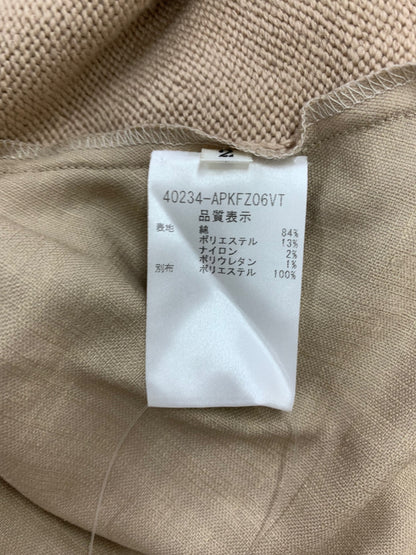 2
40234-APKFZ06VT
品質表示
表地 綿 84%
ポリエステル 13%
ナイロン 2%
ポリウレタン 1%
別布 ポリエステル 100%